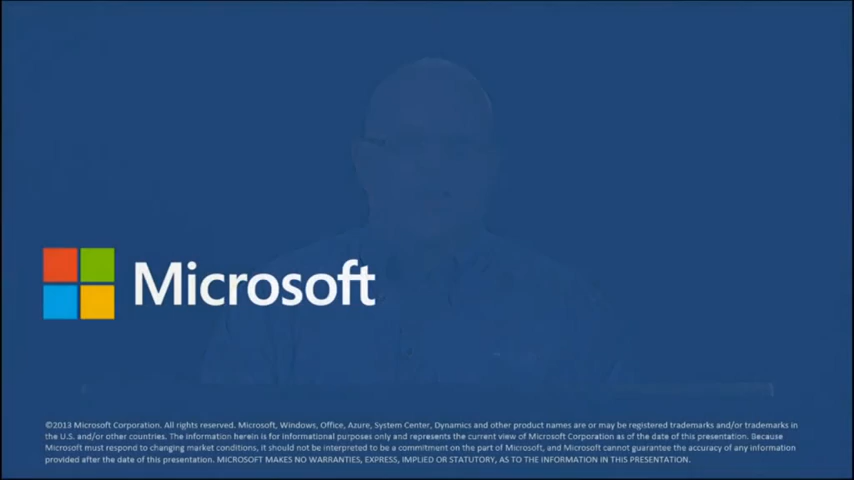 Microsoft
©2013 Microsoft Corporation. All rights reserved. Microsoft, Windows, Office, Azure, System Center, Dynamics and other product names are or may be registered trademarks and/or trademarks in
the U.S. and/or other countries. The information herein is for informational purposes only and represents the current view of Microsoft Corporation as of the date of this presentation. Because
Microsoft must respond to changing market conditions, it should not be interpreted to be a commitment on the part of Microsoft, and Microsoft cannot guarantee the accuracy of any information
provided after the date of this presentation. MICROSOFT MAKES NO WARRANTIES, EXPRESS, IMPLIED OR STATUTORY, AS TO THE INFORMATION IN THIS PRESENTATION.